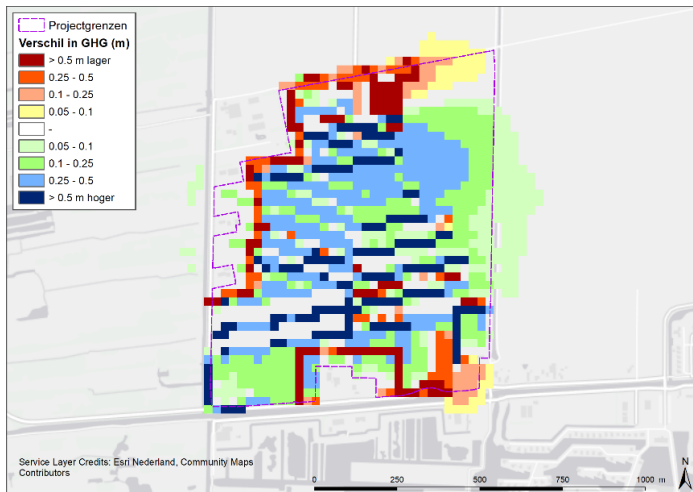 Projectgrenzen
Verschil in GHG (m)
> 0.5 m lager
0.25 - 0.5
0.1 - 0.25
0.05 - 0.1
-
0.05 - 0.1
0.1 - 0.25
0.25 - 0.5
> 0.5 m hoger
Service Layer Credits: Esri Nederland, Community Maps
Contributors
0 250 500 750 1000 m
N